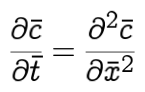 ∂c̄/∂t̄ = ∂²c̄/∂x̄²